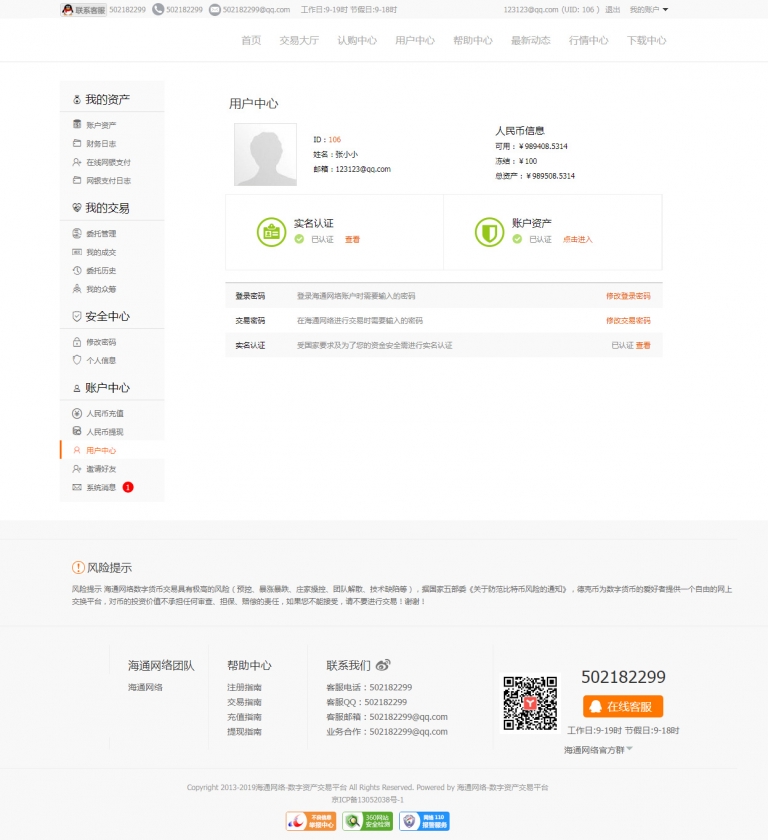 联系客服 502182299 502182299 502182299@qq.com 工作日:9-19时 节假日:9-18时 123123@qq.com (UID: 106 ) 退出 我的账户
首页 交易大厅 认购中心 用户中心 帮助中心 最新动态 行情中心 下载中心
我的资产
账户资产
财务日志
在线网银支付
网银支付日志
我的交易
委托管理
我的成交
委托历史
我的众筹
安全中心
修改密码
个人信息
账户中心
人民币充值
人民币提现
用户中心
邀请好友
系统消息 1
用户中心
ID：106
姓名：张小小
邮箱：123123@qq.com
人民币信息
可用：￥989408.5314
冻结：￥100
总资产：￥989508.5314
实名认证
已认证 查看
账户资产
已认证 点击进入
登录密码 登录海通网络账户时需要输入的密码 修改登录密码
交易密码 在海通网络进行交易时需要输入的密码 修改交易密码
实名认证 受国家要求及为了您的资金安全需进行实名认证 已认证 查看
风险提示
风险提示 海通网络数字货币交易具有极高的风险（预挖、暴涨暴跌、庄家操控、团队解散、技术缺陷等），据国家五部委《关于防范比特币风险的通知》，德克币为数字货币的爱好者提供一个自由的网上
交换平台，对币的投资价值不承担任何审查、担保、赔偿的责任，如果您不能接受，请不要进行交易！谢谢！
海通网络团队
海通网络
帮助中心
注册指南
交易指南
充值指南
提现指南
联系我们
客服电话：502182299
客服QQ：502182299
客服邮箱：502182299@qq.com
业务合作：502182299@qq.com
502182299
在线客服
工作日:9-19时 节假日:9-18时
海通网络官方群
Copyright 2013-2019海通网络-数字资产交易平台 All Rights Reserved. Powered by 海通网络-数字资产交易平台
京ICP备13052038号-1
不良信息
举报中心
360网站
安全检测
网络 110
报警服务